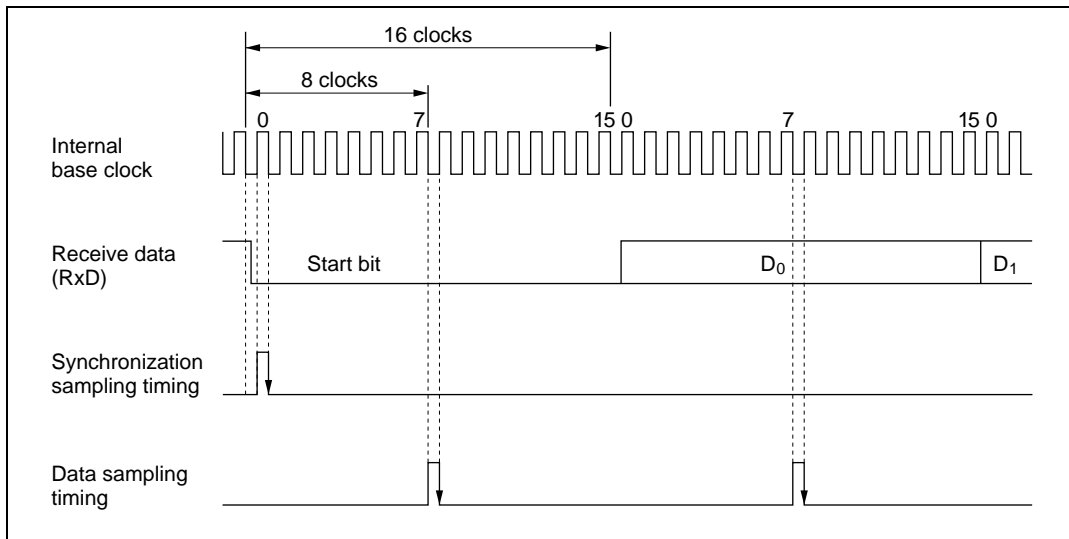 16 clocks
8 clocks
0 7 15 0 7 15 0
Internal
base clock
Receive data
(RxD)
Start bit D0 D1
Synchronization
sampling timing
Data sampling
timing